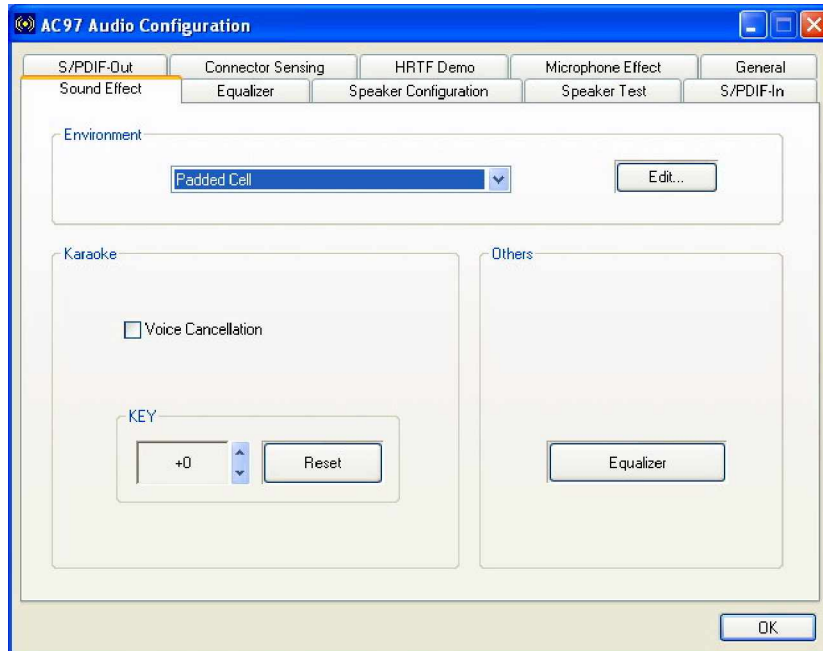 AC97 Audio Configuration
S/PDIF-Out Connector Sensing HRTF Demo Microphone Effect General
Sound Effect Equalizer Speaker Configuration Speaker Test S/PDIF-In
Environment
Padded Cell Edit...
Karaoke Others
Voice Cancellation
KEY
+0 Reset Equalizer
OK